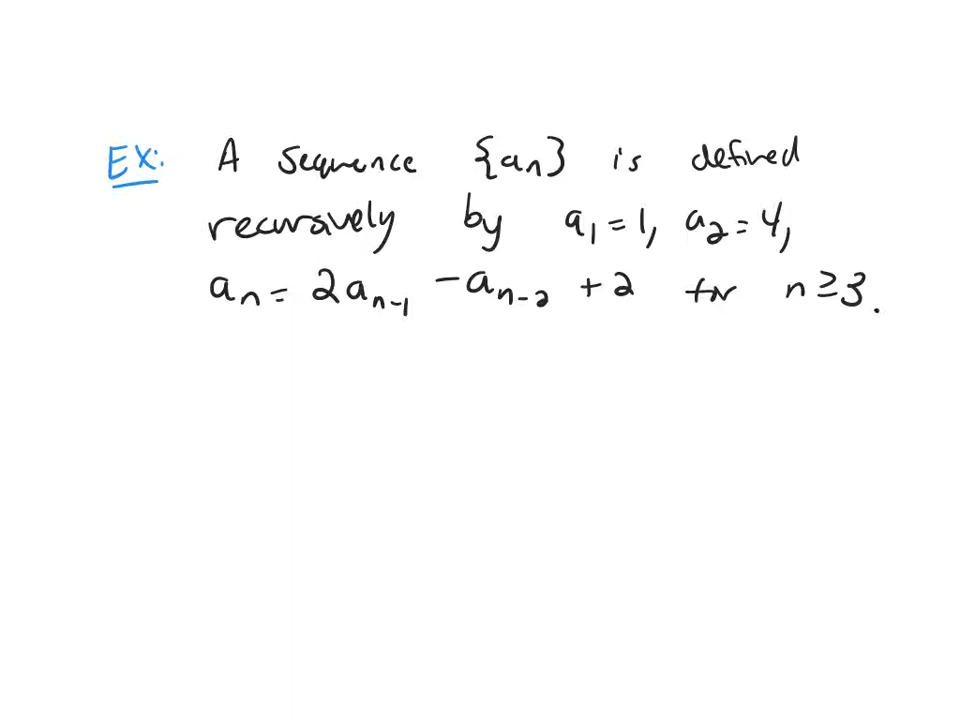 EX: A sequence {aₙ} is defined
recursively by a₁ = 1, a₂ = 4,
aₙ = 2aₙ₋₁ - aₙ₋₂ + 2 for n ≥ 3.